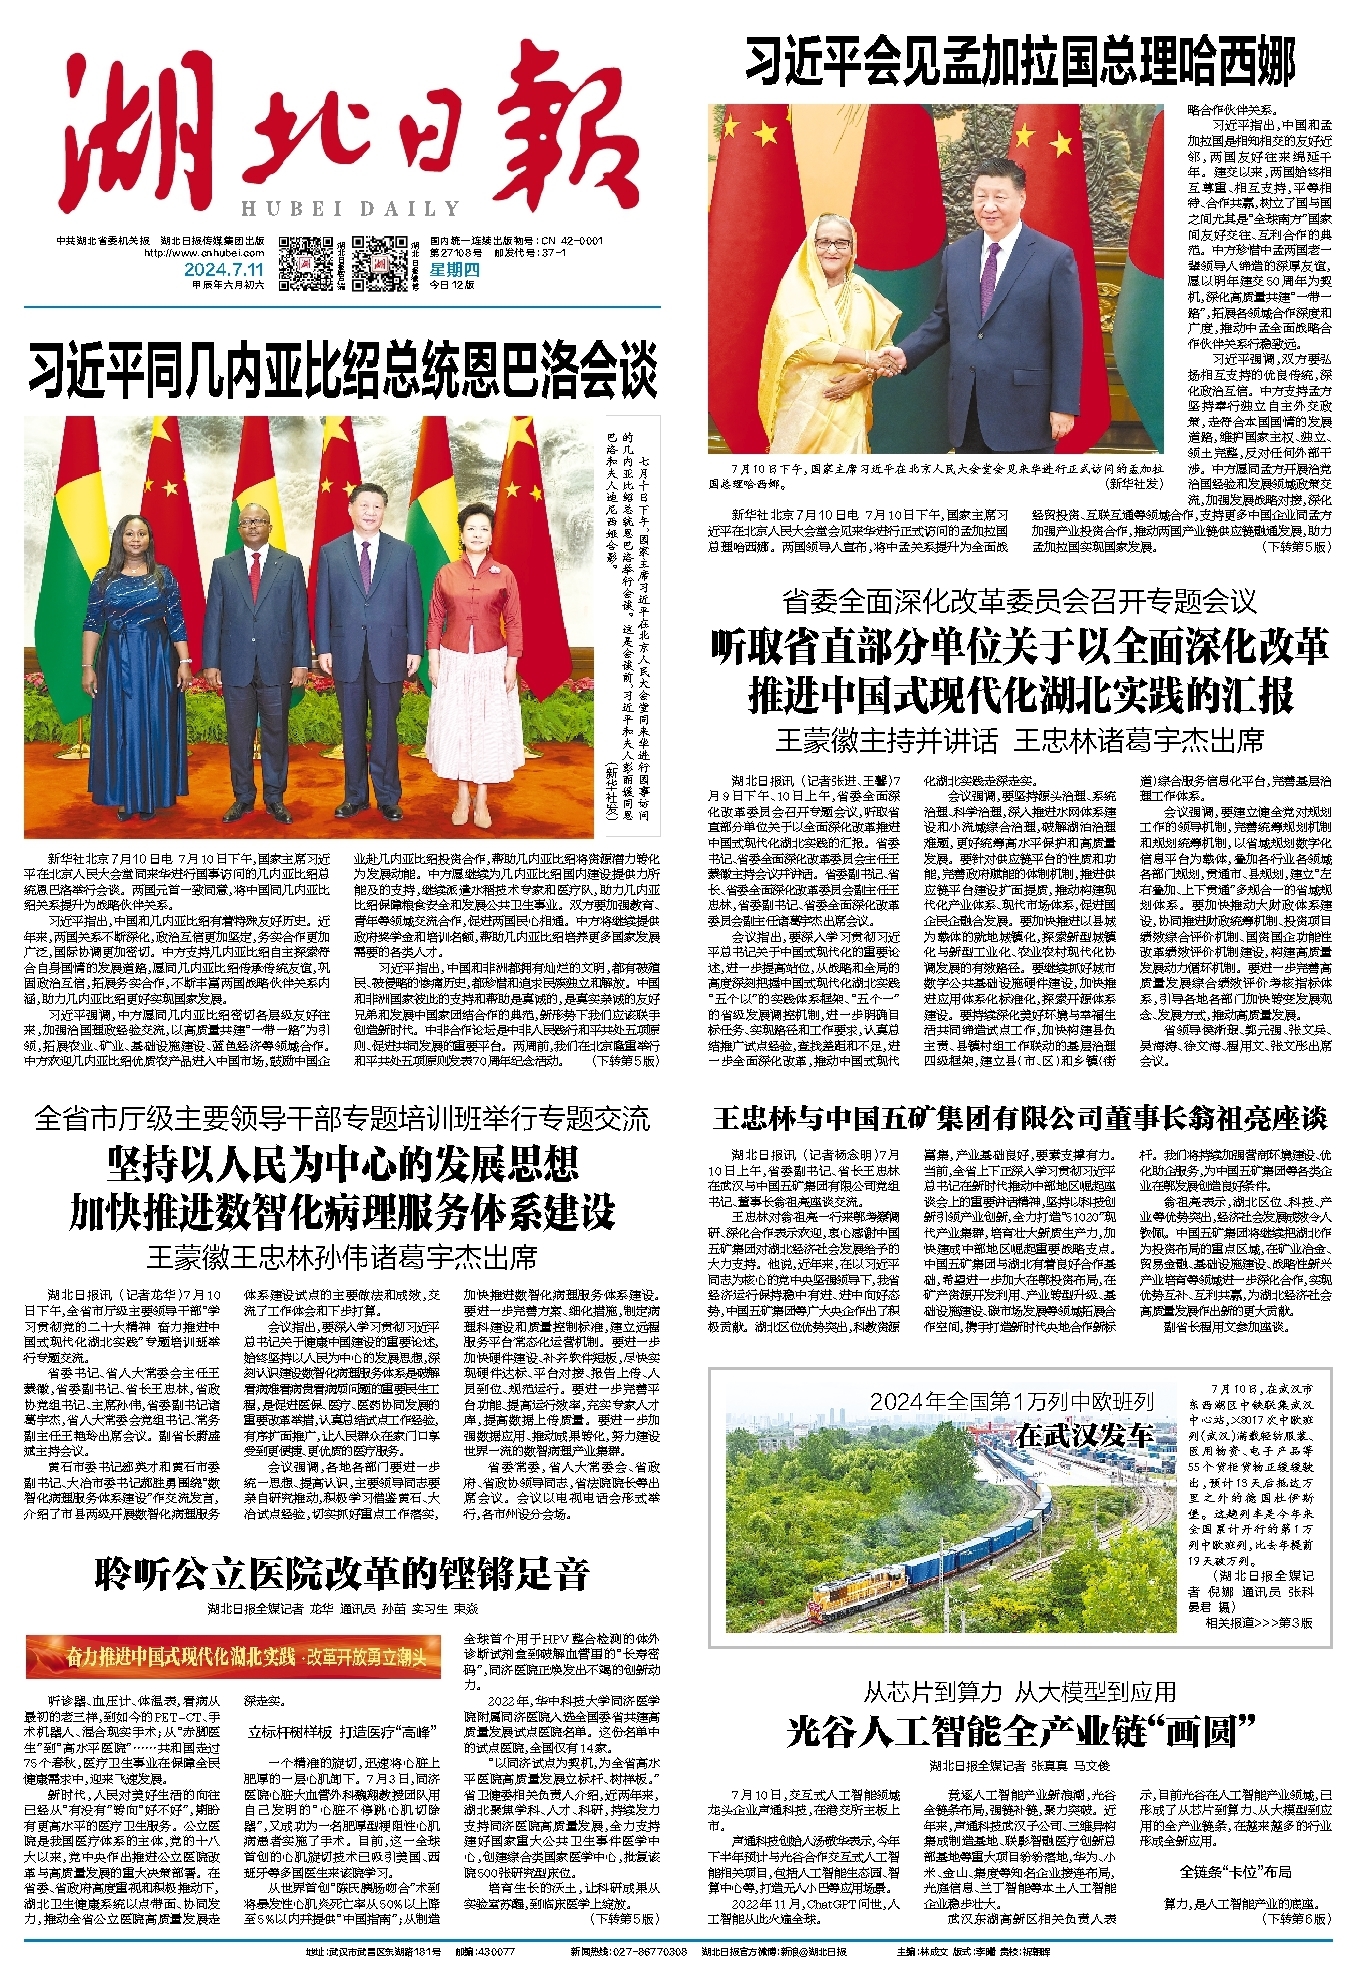 湖北日报
HUBEI DAILY
中共湖北省委机关报 湖北日报传媒集团出版
http://www.cnhubei.com
2024.7.11
甲辰年六月初六
国内统一连续出版物号：CN 42-0001
第27108号 邮发代号：37-1
星期四
今日12版
习近平同几内亚比绍总统恩巴洛会谈
七月十日下午，国家主席习近平在北京人民大会堂同来华进行国事访问
的几内亚比绍总统恩巴洛举行会谈。这是会谈前，习近平和夫人彭丽媛同恩
巴洛和夫人迪尼西娅合影。
（新华社发）
新华社北京7月10日电 7月10日下午，国家主席习近
平在北京人民大会堂同来华进行国事访问的几内亚比绍总
统恩巴洛举行会谈。两国元首一致同意，将中国同几内亚比
绍关系提升为战略伙伴关系。
习近平指出，中国和几内亚比绍有着特殊友好历史。近
年来，两国关系不断深化，政治互信更加坚定，务实合作更加
广泛，国际协调更加密切。中方支持几内亚比绍自主探索符
合自身国情的发展道路，愿同几内亚比绍传承传统友谊，巩
固政治互信，拓展务实合作，不断丰富两国战略伙伴关系内
涵，助力几内亚比绍更好实现国家发展。
习近平强调，中方愿同几内亚比绍密切各层级友好往
来，加强治国理政经验交流，以高质量共建“一带一路”为引
领，拓展农业、矿业、基础设施建设、蓝色经济等领域合作。
中方欢迎几内亚比绍优质农产品进入中国市场，鼓励中国企
业赴几内亚比绍投资合作，帮助几内亚比绍将资源潜力转化
为发展动能。中方愿继续为几内亚比绍国内建设提供力所
能及的支持，继续派遣水稻技术专家和医疗队，助力几内亚
比绍保障粮食安全和发展公共卫生事业。双方要加强教育、
青年等领域交流合作，促进两国民心相通。中方将继续提供
政府奖学金和培训名额，帮助几内亚比绍培养更多国家发展
需要的各类人才。
习近平指出，中国和非洲都拥有灿烂的文明，都有被殖
民、被侵略的惨痛历史，都珍惜和追求民族独立和解放。中国
和非洲国家彼此的支持和帮助是真诚的，是真实亲诚的友好
兄弟和发展中国家团结合作的典范，新形势下我们应该联手
创造新时代。中非合作论坛是中非人民践行和平共处五项原
则、促进共同发展的重要平台。两周前，我们在北京隆重举行
和平共处五项原则发表70周年纪念活动。（下转第5版）
习近平会见孟加拉国总理哈西娜
7月10日下午，国家主席习近平在北京人民大会堂会见来华进行正式访问的孟加拉
国总理哈西娜。（新华社发）
新华社北京7月10日电 7月10日下午，国家主席习
近平在北京人民大会堂会见来华进行正式访问的孟加拉国
总理哈西娜。两国领导人宣布，将中孟关系提升为全面战
略合作伙伴关系。
习近平指出，中国和孟
加拉国是相知相交的友好近
邻，两国友好往来绵延千
年。建交以来，两国始终相
互尊重、相互支持，平等相
待、合作共赢，树立了国与国
之间尤其是“全球南方”国家
间友好交往、互利合作的典
范。中方珍惜中孟两国老一
辈领导人缔造的深厚友谊，
愿以明年建交50周年为契
机，深化高质量共建“一带一
路”，拓展各领域合作深度和
广度，推动中孟全面战略合
作伙伴关系行稳致远。
习近平强调，双方要弘
扬相互支持的优良传统，深
化政治互信。中方支持孟方
坚持奉行独立自主外交政
策，走符合本国国情的发展
道路，维护国家主权、独立、
领土完整，反对任何外部干
涉。中方愿同孟方开展治党
治国经验和发展领域政策交
流，加强发展战略对接，深化
经贸投资、互联互通等领域合作，支持更多中国企业同孟方
加强产业投资合作，推动两国产业链供应链融通发展，助力
孟加拉国实现国家发展。（下转第5版）
省委全面深化改革委员会召开专题会议
听取省直部分单位关于以全面深化改革
推进中国式现代化湖北实践的汇报
王蒙徽主持并讲话 王忠林诸葛宇杰出席
湖北日报讯（记者张进、王馨）7
月9日下午、10日上午，省委全面深
化改革委员会召开专题会议，听取省
直部分单位关于以全面深化改革推进
中国式现代化湖北实践的汇报。省委
书记、省委全面深化改革委员会主任王
蒙徽主持会议并讲话。省委副书记、省
长、省委全面深化改革委员会副主任王
忠林，省委副书记、省委全面深化改革
委员会副主任诸葛宇杰出席会议。
会议指出，要深入学习贯彻习近
平总书记关于中国式现代化的重要论
述，进一步提高站位，从战略和全局的
高度深刻把握中国式现代化湖北实践
“五个以”的实践体系框架、“五个一”
的省级发展调控机制，进一步明确目
标任务、实现路径和工作要求，认真总
结推广试点经验，查找差距和不足，进
一步全面深化改革，推动中国式现代
化湖北实践走深走实。
会议强调，要坚持源头治理、系统
治理、科学治理，深入推进水网体系建
设和小流域综合治理，破解湖泊治理
难题，更好统筹高水平保护和高质量
发展。要针对供应链平台的性质和功
能，完善政府赋能的体制机制，推进供
应链平台建设扩面提质，推动构建现
代化产业体系、现代市场体系，促进国
企民企融合发展。要加快推进以县城
为载体的就地城镇化，探索新型城镇
化与新型工业化、农业农村现代化协
调发展的有效路径。要继续抓好城市
数字公共基础设施硬件建设，加快推
进应用体系化标准化，探索开源体系
建设。要持续深化美好环境与幸福生
活共同缔造试点工作，加快构建县负
主责、县镇村组工作联动的基层治理
四级框架，建立县（市、区）和乡镇（街
道）综合服务信息化平台，完善基层治
理工作体系。
会议强调，要建立健全党对规划
工作的领导机制，完善统筹规划机制
和规划统筹机制，以省域规划数字化
信息平台为载体，叠加各行业各领域
各部门规划，贯通市、县规划，建立“左
右叠加、上下贯通”多规合一的省域规
划体系。要加快推动大财政体系建
设，协同推进财政统筹机制、投资项目
绩效综合评价机制、国资国企功能性
改革绩效评价机制建设，构建高质量
发展动力循环机制。要进一步完善高
质量发展综合绩效评价考核指标体
系，引导各地各部门加快转变发展观
念、发展方式，推动高质量发展。
省领导侯淅珉、郭元强、张文兵、
吴海涛、徐文海、程用文、张文彤出席
会议。
全省市厅级主要领导干部专题培训班举行专题交流
坚持以人民为中心的发展思想
加快推进数智化病理服务体系建设
王蒙徽王忠林孙伟诸葛宇杰出席
湖北日报讯（记者龙华）7月10
日下午，全省市厅级主要领导干部“学
习贯彻党的二十大精神 奋力推进中
国式现代化湖北实践”专题培训班举
行专题交流。
省委书记、省人大常委会主任王
蒙徽，省委副书记、省长王忠林，省政
协党组书记、主席孙伟，省委副书记诸
葛宇杰，省人大常委会党组书记、常务
副主任王艳玲出席会议。副省长蔚盛
斌主持会议。
黄石市委书记郄英才和黄石市委
副书记、大冶市委书记郝胜勇围绕“数
智化病理服务体系建设”作交流发言，
介绍了市县两级开展数智化病理服务
体系建设试点的主要做法和成效，交
流了工作体会和下步打算。
会议指出，要深入学习贯彻习近平
总书记关于健康中国建设的重要论述，
始终坚持以人民为中心的发展思想，深
刻认识建设数智化病理服务体系是破解
看病难看病贵看病烦问题的重要民生工
程，是促进医保、医疗、医药协同发展的
重要改革举措，认真总结试点工作经验，
有序扩面推广，让人民群众在家门口享
受到更便捷、更优质的医疗服务。
会议强调，各地各部门要进一步
统一思想、提高认识，主要领导同志要
亲自研究推动，积极学习借鉴黄石、大
冶试点经验，切实抓好重点工作落实，
加快推进数智化病理服务体系建设。
要进一步完善方案、细化措施，制定病
理科建设和质量控制标准，建立远程
服务平台常态化运营机制。要进一步
加快硬件建设、补齐软件短板，尽快实
现硬件达标、平台对接、报告上传、人
员到位、规范运行。要进一步完善平
台功能、提高运行效率，充实专家人才
库，提高数据上传质量。要进一步加
强数据应用、推动成果转化，努力建设
世界一流的数智病理产业集群。
省委常委，省人大常委会、省政
府、省政协领导同志，省法院院长等出
席会议。会议以电视电话会形式举
行，各市州设分会场。
王忠林与中国五矿集团有限公司董事长翁祖亮座谈
湖北日报讯（记者杨念明）7月
10日上午，省委副书记、省长王忠林
在武汉与中国五矿集团有限公司党组
书记、董事长翁祖亮座谈交流。
王忠林对翁祖亮一行来鄂考察调
研、深化合作表示欢迎，衷心感谢中国
五矿集团对湖北经济社会发展给予的
大力支持。他说，近年来，在以习近平
同志为核心的党中央坚强领导下，我省
经济运行保持稳中有进、进中向好态
势，中国五矿集团等广大央企作出了积
极贡献。湖北区位优势突出，科教资源
富集，产业基础良好，要素支撑有力。
当前，全省上下正深入学习贯彻习近平
总书记在新时代推动中部地区崛起座
谈会上的重要讲话精神，坚持以科技创
新引领产业创新，全力打造“51020”现
代产业集群，培育壮大新质生产力，加
快建成中部地区崛起重要战略支点。
中国五矿集团与湖北有着良好合作基
础，希望进一步加大在鄂投资布局，在
矿产资源开发利用、产业转型升级、基
础设施建设、碳市场发展等领域拓展合
作空间，携手打造新时代央地合作新标
杆。我们将持续加强营商环境建设、优
化助企服务，为中国五矿集团等各类企
业在鄂发展创造良好条件。
翁祖亮表示，湖北区位、科技、产
业等优势突出，经济社会发展成效令人
钦佩。中国五矿集团将继续把湖北作
为投资布局的重点区域，在矿业冶金、
贸易金融、基础设施建设、战略性新兴
产业培育等领域进一步深化合作，实现
优势互补、互利共赢，为湖北经济社会
高质量发展作出新的更大贡献。
副省长程用文参加座谈。
2024年全国第1万列中欧班列
在武汉发车
7月10日，在武汉市
东西湖区中铁联集武汉
中心站，X8017次中欧班
列（武汉）满载轻纺服装、
医用物资、电子产品等
55个货柜货物正缓缓驶
出，预计13天后抵达万
里之外的德国杜伊斯
堡。这趟列车是今年来
全国累计开行的第1万
列中欧班列，比去年提前
19天破万列。
（湖北日报全媒记
者 倪娜 通讯员 张科
晏君 摄）
相关报道>>>第3版
聆听公立医院改革的铿锵足音
湖北日报全媒记者 龙华 通讯员 孙苗 实习生 束焱
奋力推进中国式现代化湖北实践·改革开放勇立潮头
听诊器、血压计、体温表，看病从
最初的老三样，到如今的PET-CT、手
术机器人、混合现实手术；从“赤脚医
生”到“高水平医院”……共和国走过
75个春秋，医疗卫生事业在保障全民
健康需求中，迎来飞速发展。
新时代，人民对美好生活的向往
已经从“有没有”转向“好不好”，期盼
有更高水平的医疗卫生服务。公立医
院是我国医疗体系的主体，党的十八
大以来，党中央作出推进公立医院改
革与高质量发展的重大决策部署。在
省委、省政府高度重视和积极推动下，
湖北卫生健康系统以点带面、协同发
力，推动全省公立医院高质量发展走
深走实。
立标杆树样板 打造医疗“高峰”
一个精准的旋切，迅速将心脏上
肥厚的一层心肌卸下。7月3日，同济
医院心脏大血管外科魏翔教授团队用
自己发明的“心脏不停跳心肌切除
器”，又成功为一名肥厚型梗阻性心肌
病患者实施了手术。目前，这一全球
首创的心肌旋切技术已吸引美国、西
班牙等多国医生来该院学习。
从世界首创“陈氏胰肠吻合”术到
将暴发性心肌炎死亡率从50%以上降
至5%以内并提供“中国指南”；从制造
全球首个用于HPV整合检测的体外
诊断试剂盒到破解血管里的“长寿密
码”，同济医院正焕发出不竭的创新动
力。
2022年，华中科技大学同济医学
院附属同济医院入选全国委省共建高
质量发展试点医院名单。这份名单中
的试点医院，全国仅有14家。
“以同济试点为契机，为全省高水
平医院高质量发展立标杆、树样板。”
省卫健委相关负责人介绍，近两年来，
湖北聚焦学科、人才、科研，持续发力
支持同济医院高质量发展，全力支持
建好国家重大公共卫生事件医学中
心，创建综合类国家医学中心，批复该
院500张研究型床位。
培育生长的沃土，让科研成果从
实验室苏醒，到临床医学上绽放。
（下转第5版）
从芯片到算力 从大模型到应用
光谷人工智能全产业链“画圆”
湖北日报全媒记者 张真真 马文俊
7月10日，交互式人工智能领域
龙头企业声通科技，在港交所主板上
市。
声通科技创始人汤敬华表示，今年
下半年预计与光谷合作交互式人工智
能相关项目，包括人工智能生态园、智
算中心等，打造无人小巴等应用场景。
2022年11月，ChatGPT问世，人
工智能从此火遍全球。
竞逐人工智能产业新浪潮，光谷
全链条布局，强链补链，聚力突破。近
年来，声通科技武汉子公司、三维异构
集成制造基地、联影智融医疗创新总
部基地等重大项目纷纷落地，华为、小
米、金山、集度等知名企业接连布局，
光庭信息、兰丁智能等本土人工智能
企业稳步壮大。
武汉东湖高新区相关负责人表
示，目前光谷在人工智能产业领域，已
形成了从芯片到算力、从大模型到应
用的全产业链条，在越来越多的行业
形成全新应用。
全链条“卡位”布局
算力，是人工智能产业的底座。
（下转第6版）
地址：武汉市武昌区东湖路181号 邮编：430077 新闻热线：027-86770308 湖北日报官方微博：新浪@湖北日报 主编：林成文 版式：李曙 责校：祝朝晖